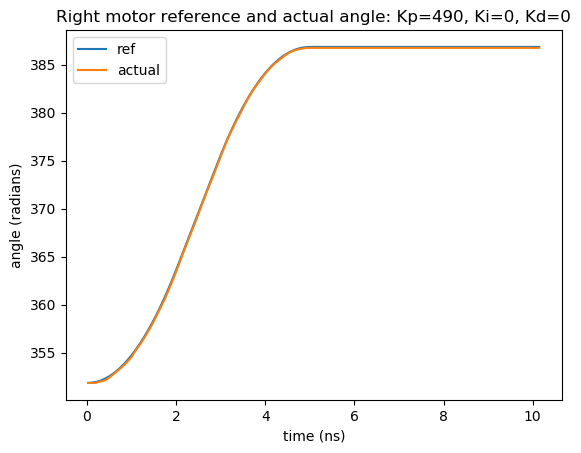 Right motor reference and actual angle: Kp=490, Ki=0, Kd=0
ref
actual
385
380
375
370
365
360
355
angle (radians)
0
2
4
6
8
10
time (ns)